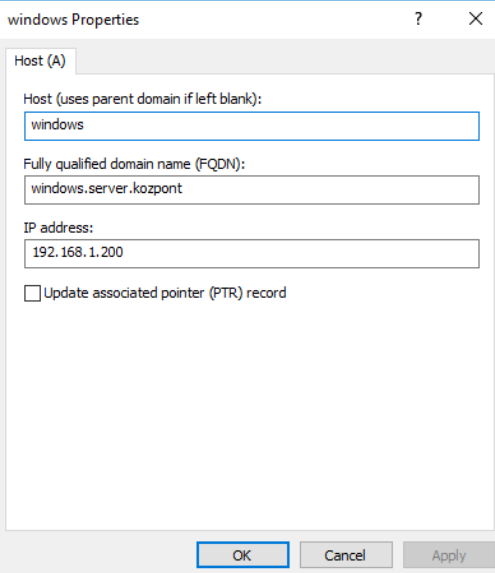 windows Properties
?
Host (A)
Host (uses parent domain if left blank):
windows
Fully qualified domain name (FQDN):
windows.server.kozpont
IP address:
192.168.1.200
Update associated pointer (PTR) record
OK Cancel Apply